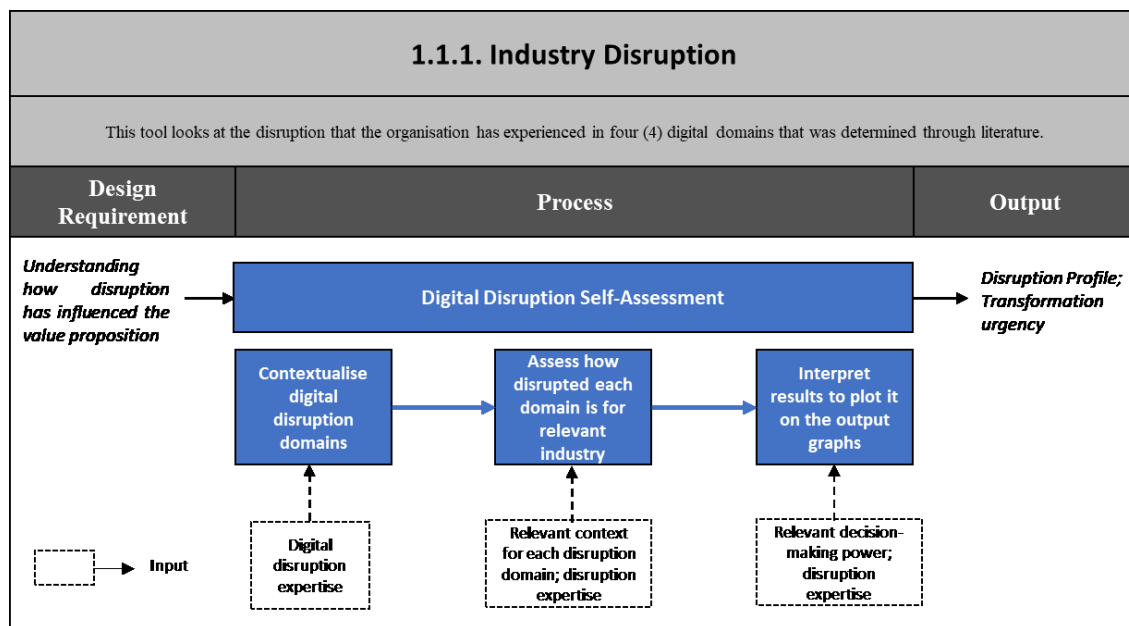 1.1.1. Industry Disruption
This tool looks at the disruption that the organisation has experienced in four (4) digital domains that was determined through literature.
Design
Requirement
Process
Output
Understanding
how disruption
has influenced the
value proposition
Digital Disruption Self-Assessment
Disruption Profile;
Transformation
urgency
Contextualise
digital
disruption
domains
Assess how
disrupted each
domain is for
relevant
industry
Interpret
results to plot it
on the output
graphs
Input
Digital
disruption
expertise
Relevant context
for each disruption
domain; disruption
expertise
Relevant decision-
making power;
disruption
expertise